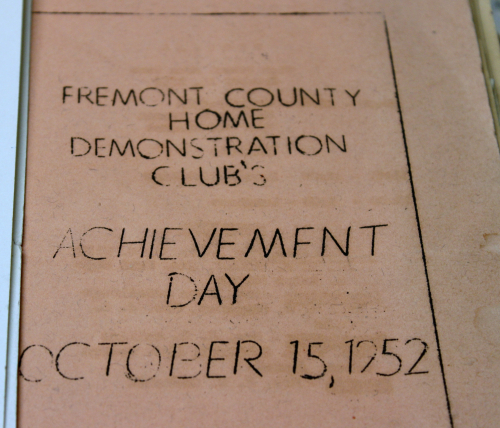 FREMONT COUNTY
HOME
DEMONSTRATION
CLUB'S
ACHIEVEMENT
DAY
OCTOBER 15, 1952